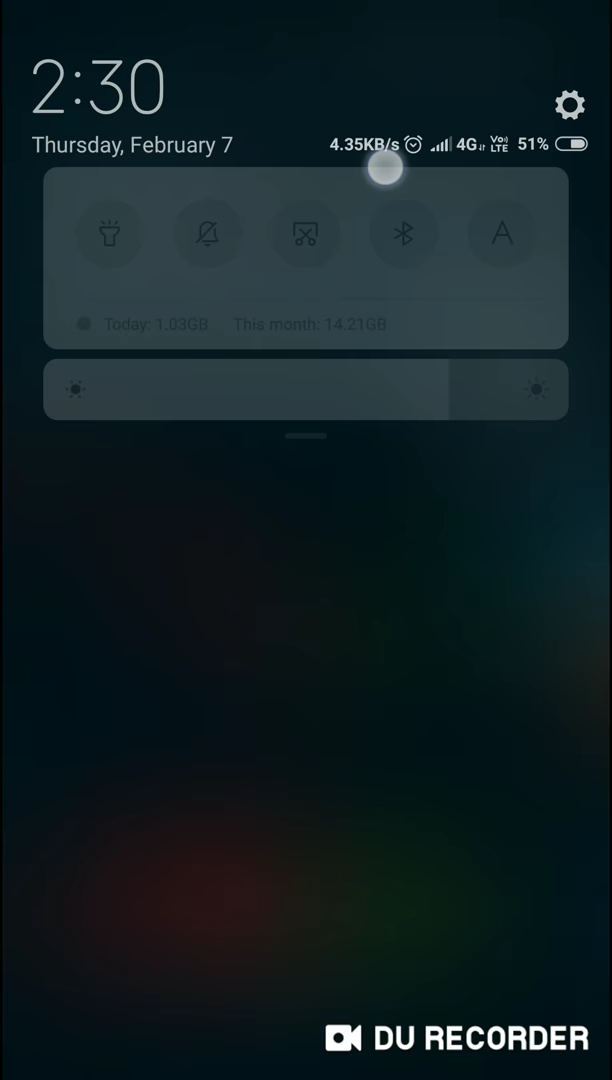 2:30
Thursday, February 7
4.35KB/s 4G Vo)) LTE 51%
A
Today: 1.03GB This month: 14.21GB
DU RECORDER